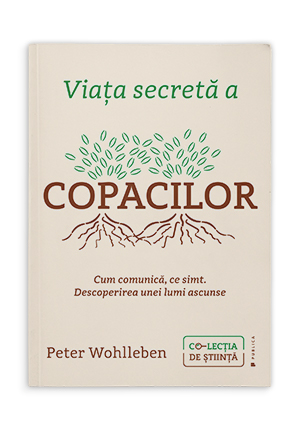 Viața secretă a
COPACILOR
Cum comunică, ce simt.
Descoperirea unei lumi ascunse
Peter Wohlleben
CO-LECȚIA
DE ȘTIINȚĂ
PUBLICA